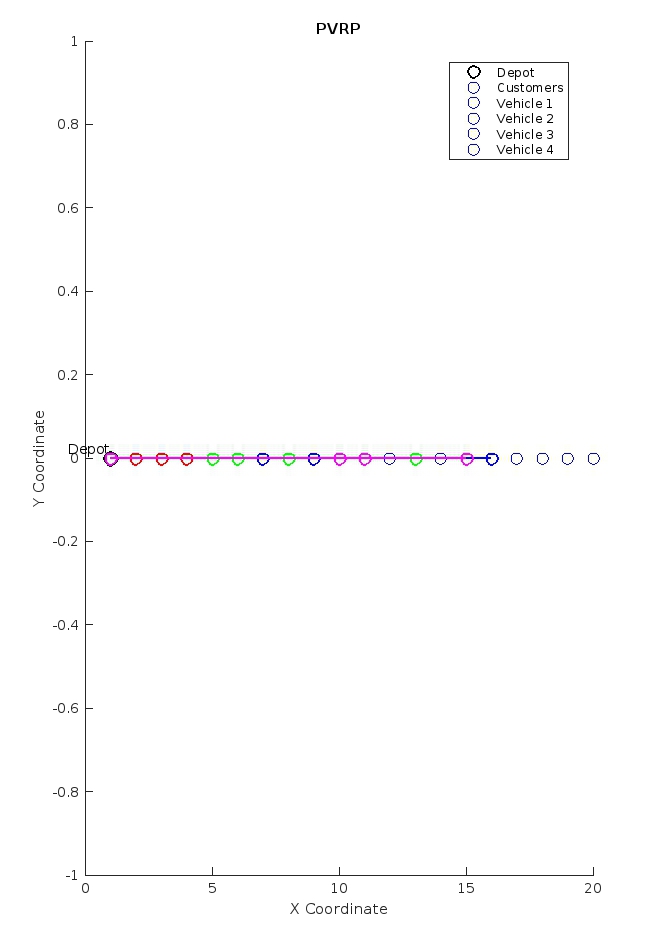 PVRP
1
Depot
Customers
Vehicle 1
Vehicle 2
Vehicle 3
Vehicle 4
0.8
0.6
0.4
0.2
Depot
0
-0.2
-0.4
-0.6
-0.8
-1
Y Coordinate
0 5 10 15 20
X Coordinate